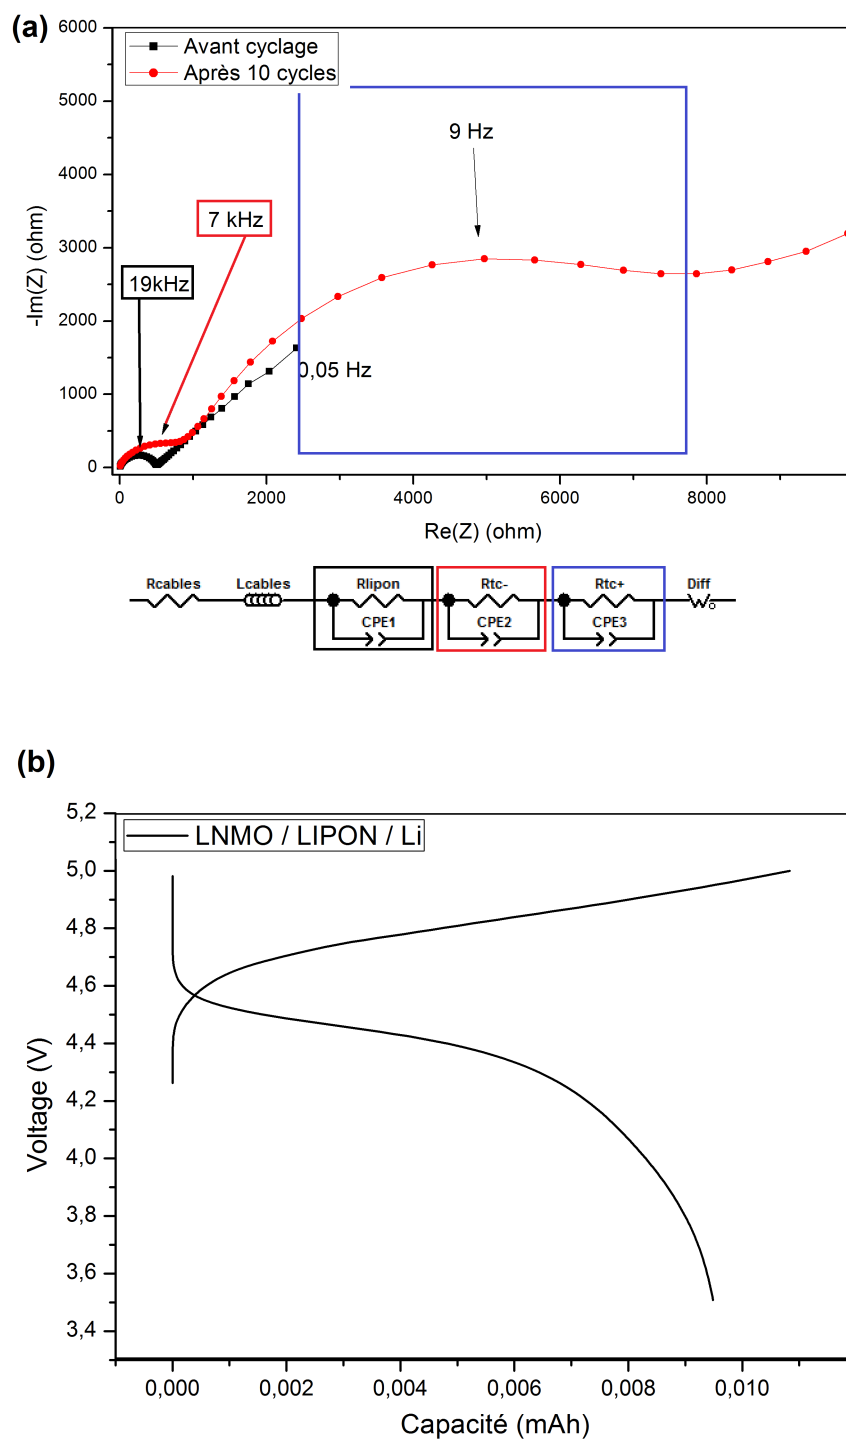 (a)
6000
5000
4000
3000
2000
1000
0
-Im(Z) (ohm)
Avant cyclage
Après 10 cycles
9 Hz
7 kHz
19kHz
0,05 Hz
0
2000
4000
6000
8000
Re(Z) (ohm)
Rcables
Lcables
Rlipon
Rtc-
Rtc+
Diff
CPE1
CPE2
CPE3
(b)
5,2
5,0
4,8
4,6
4,4
4,2
4,0
3,8
3,6
3,4
Voltage (V)
LNMO / LIPON / Li
0,000
0,002
0,004
0,006
0,008
0,010
Capacité (mAh)